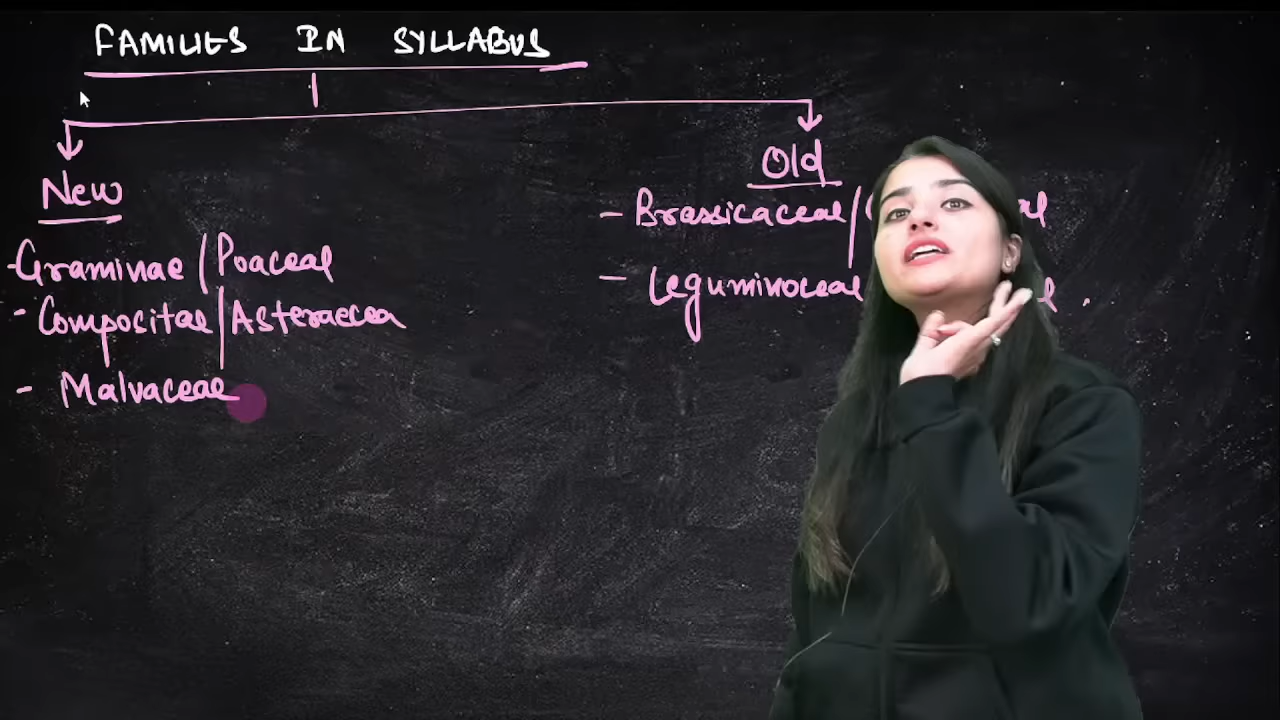 FAMILIES IN SYLLABUS
New
Old
- Graminae / Poaceae
- Compositae / Asteraecea
- Malvaceae
- Brassicaceae /
- Leguminoceae